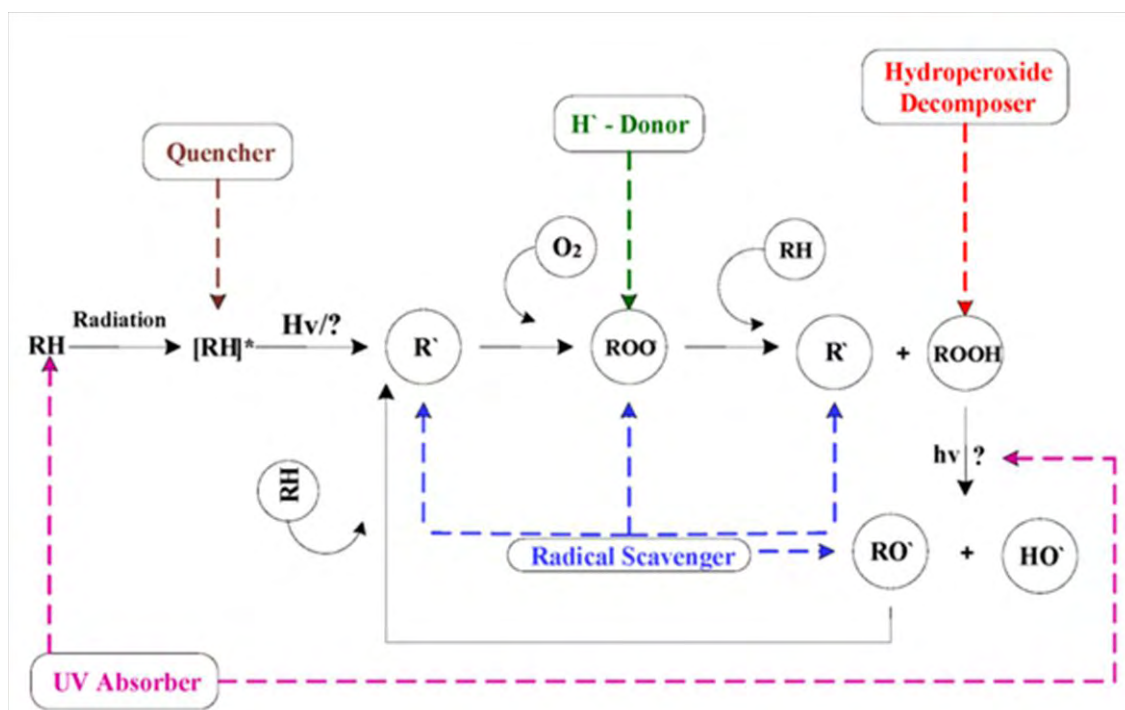 Hydroperoxide
Decomposer
H` - Donor
Quencher
O₂
RH
Radiation
Hv/?
RH
[RH]*
R`
ROO`
R`
+
ROOH
hv
?
RH
Radical Scavenger
RO`
+
HO`
UV Absorber